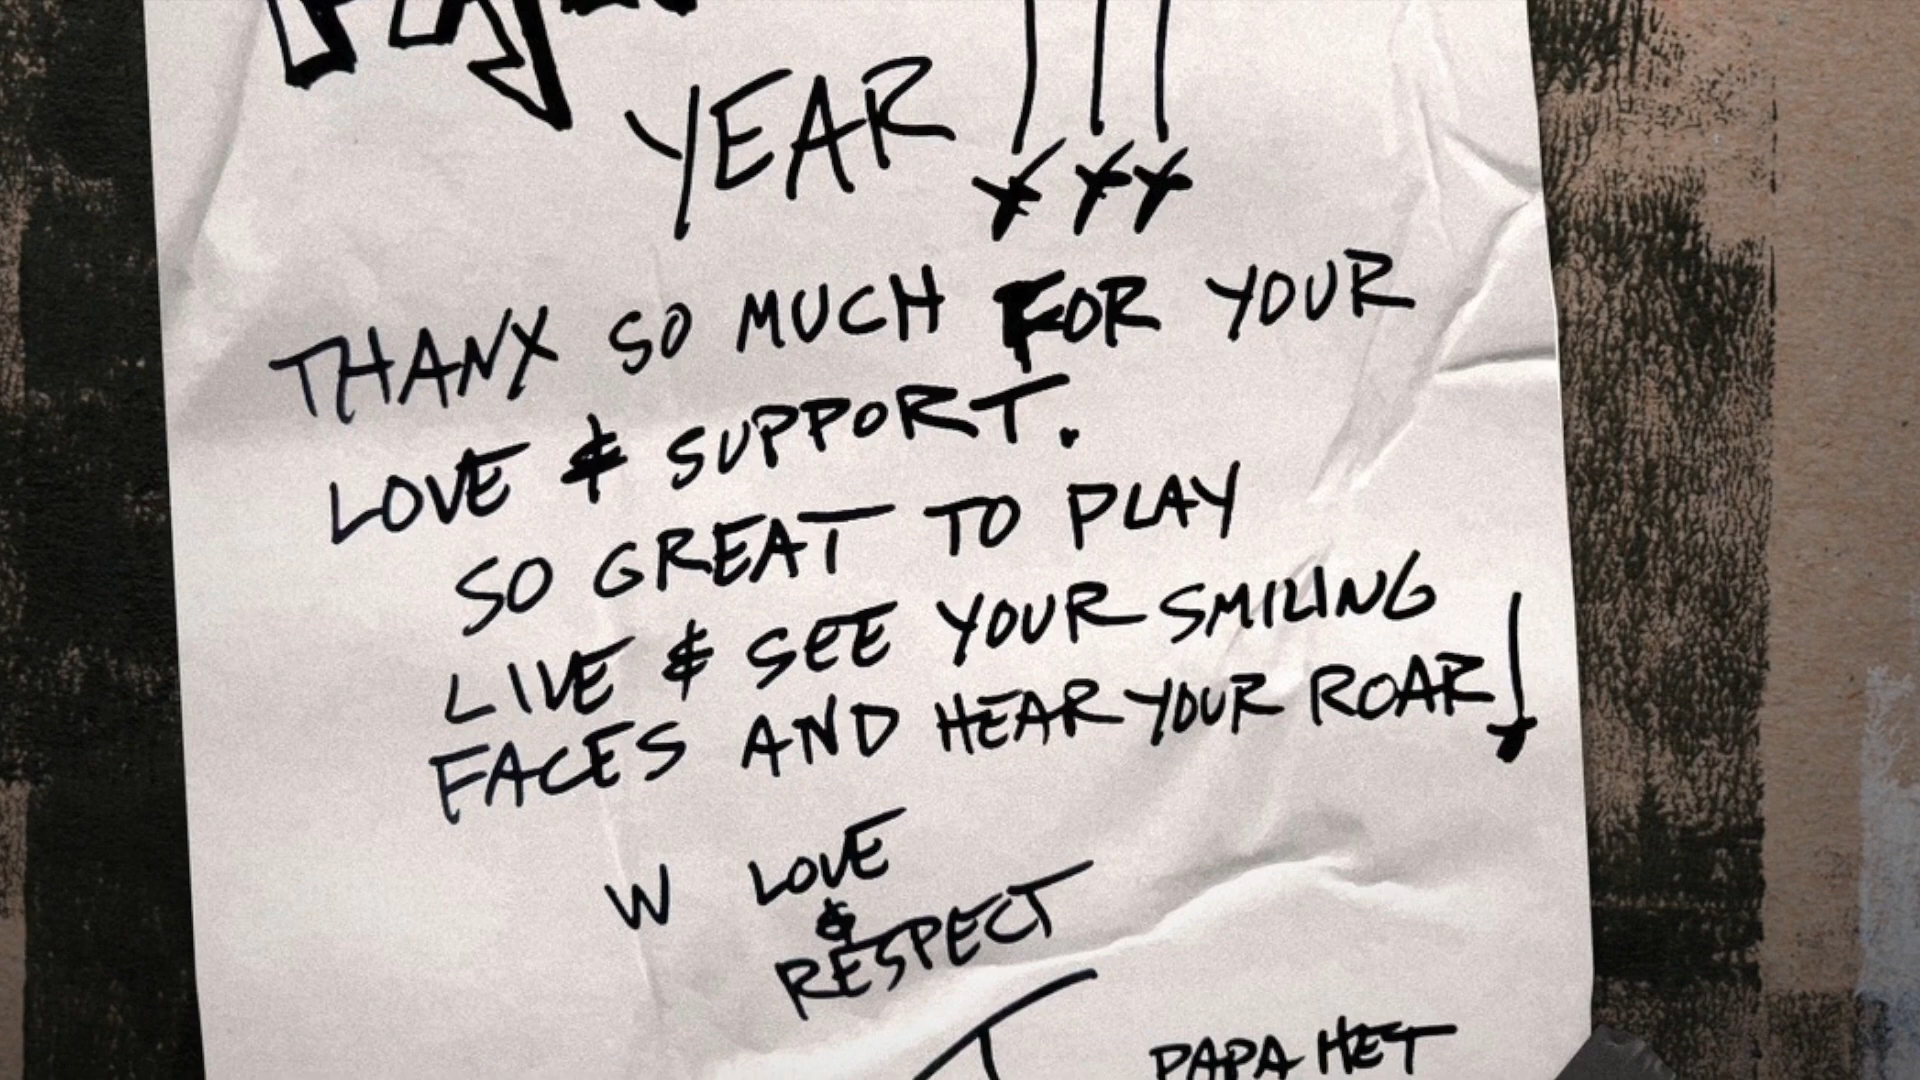 YEAR !!!
THANX SO MUCH FOR YOUR
LOVE & SUPPORT.
SO GREAT TO PLAY
LIVE & SEE YOUR SMILING
FACES AND HEAR YOUR ROAR!
W LOVE
&
RESPECT
PAPA HET